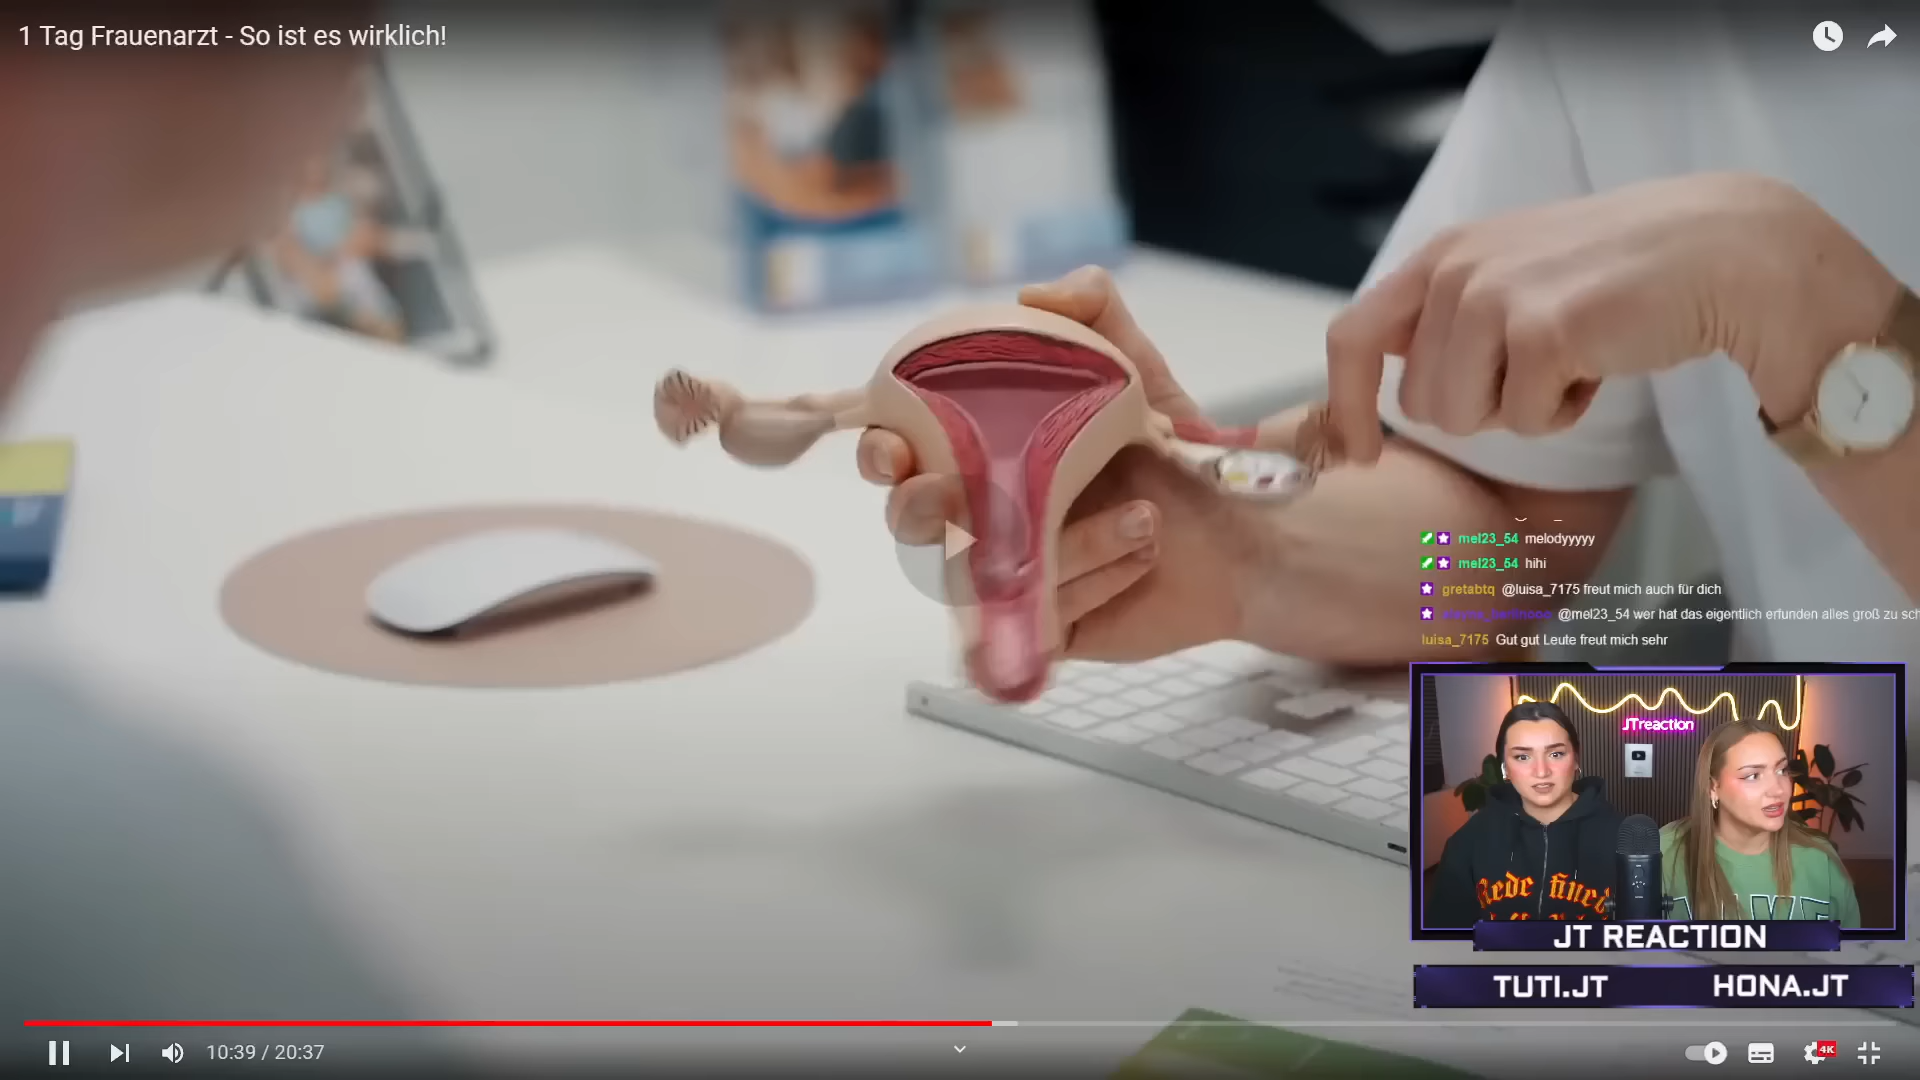 1 Tag Frauenarzt - So ist es wirklich!
mel23_54 melodyyyyy
mel23_54 hihi
gretabtq @luisa_7175 freut mich auch für dich
@mel23_54 wer hat das eigentlich erfunden alles groß zu sch
luisa_7175 Gut gut Leute freut mich sehr
JTreaction
Rede
JT REACTION
TUTI.JT HONA.JT
10:39 / 20:37
4K